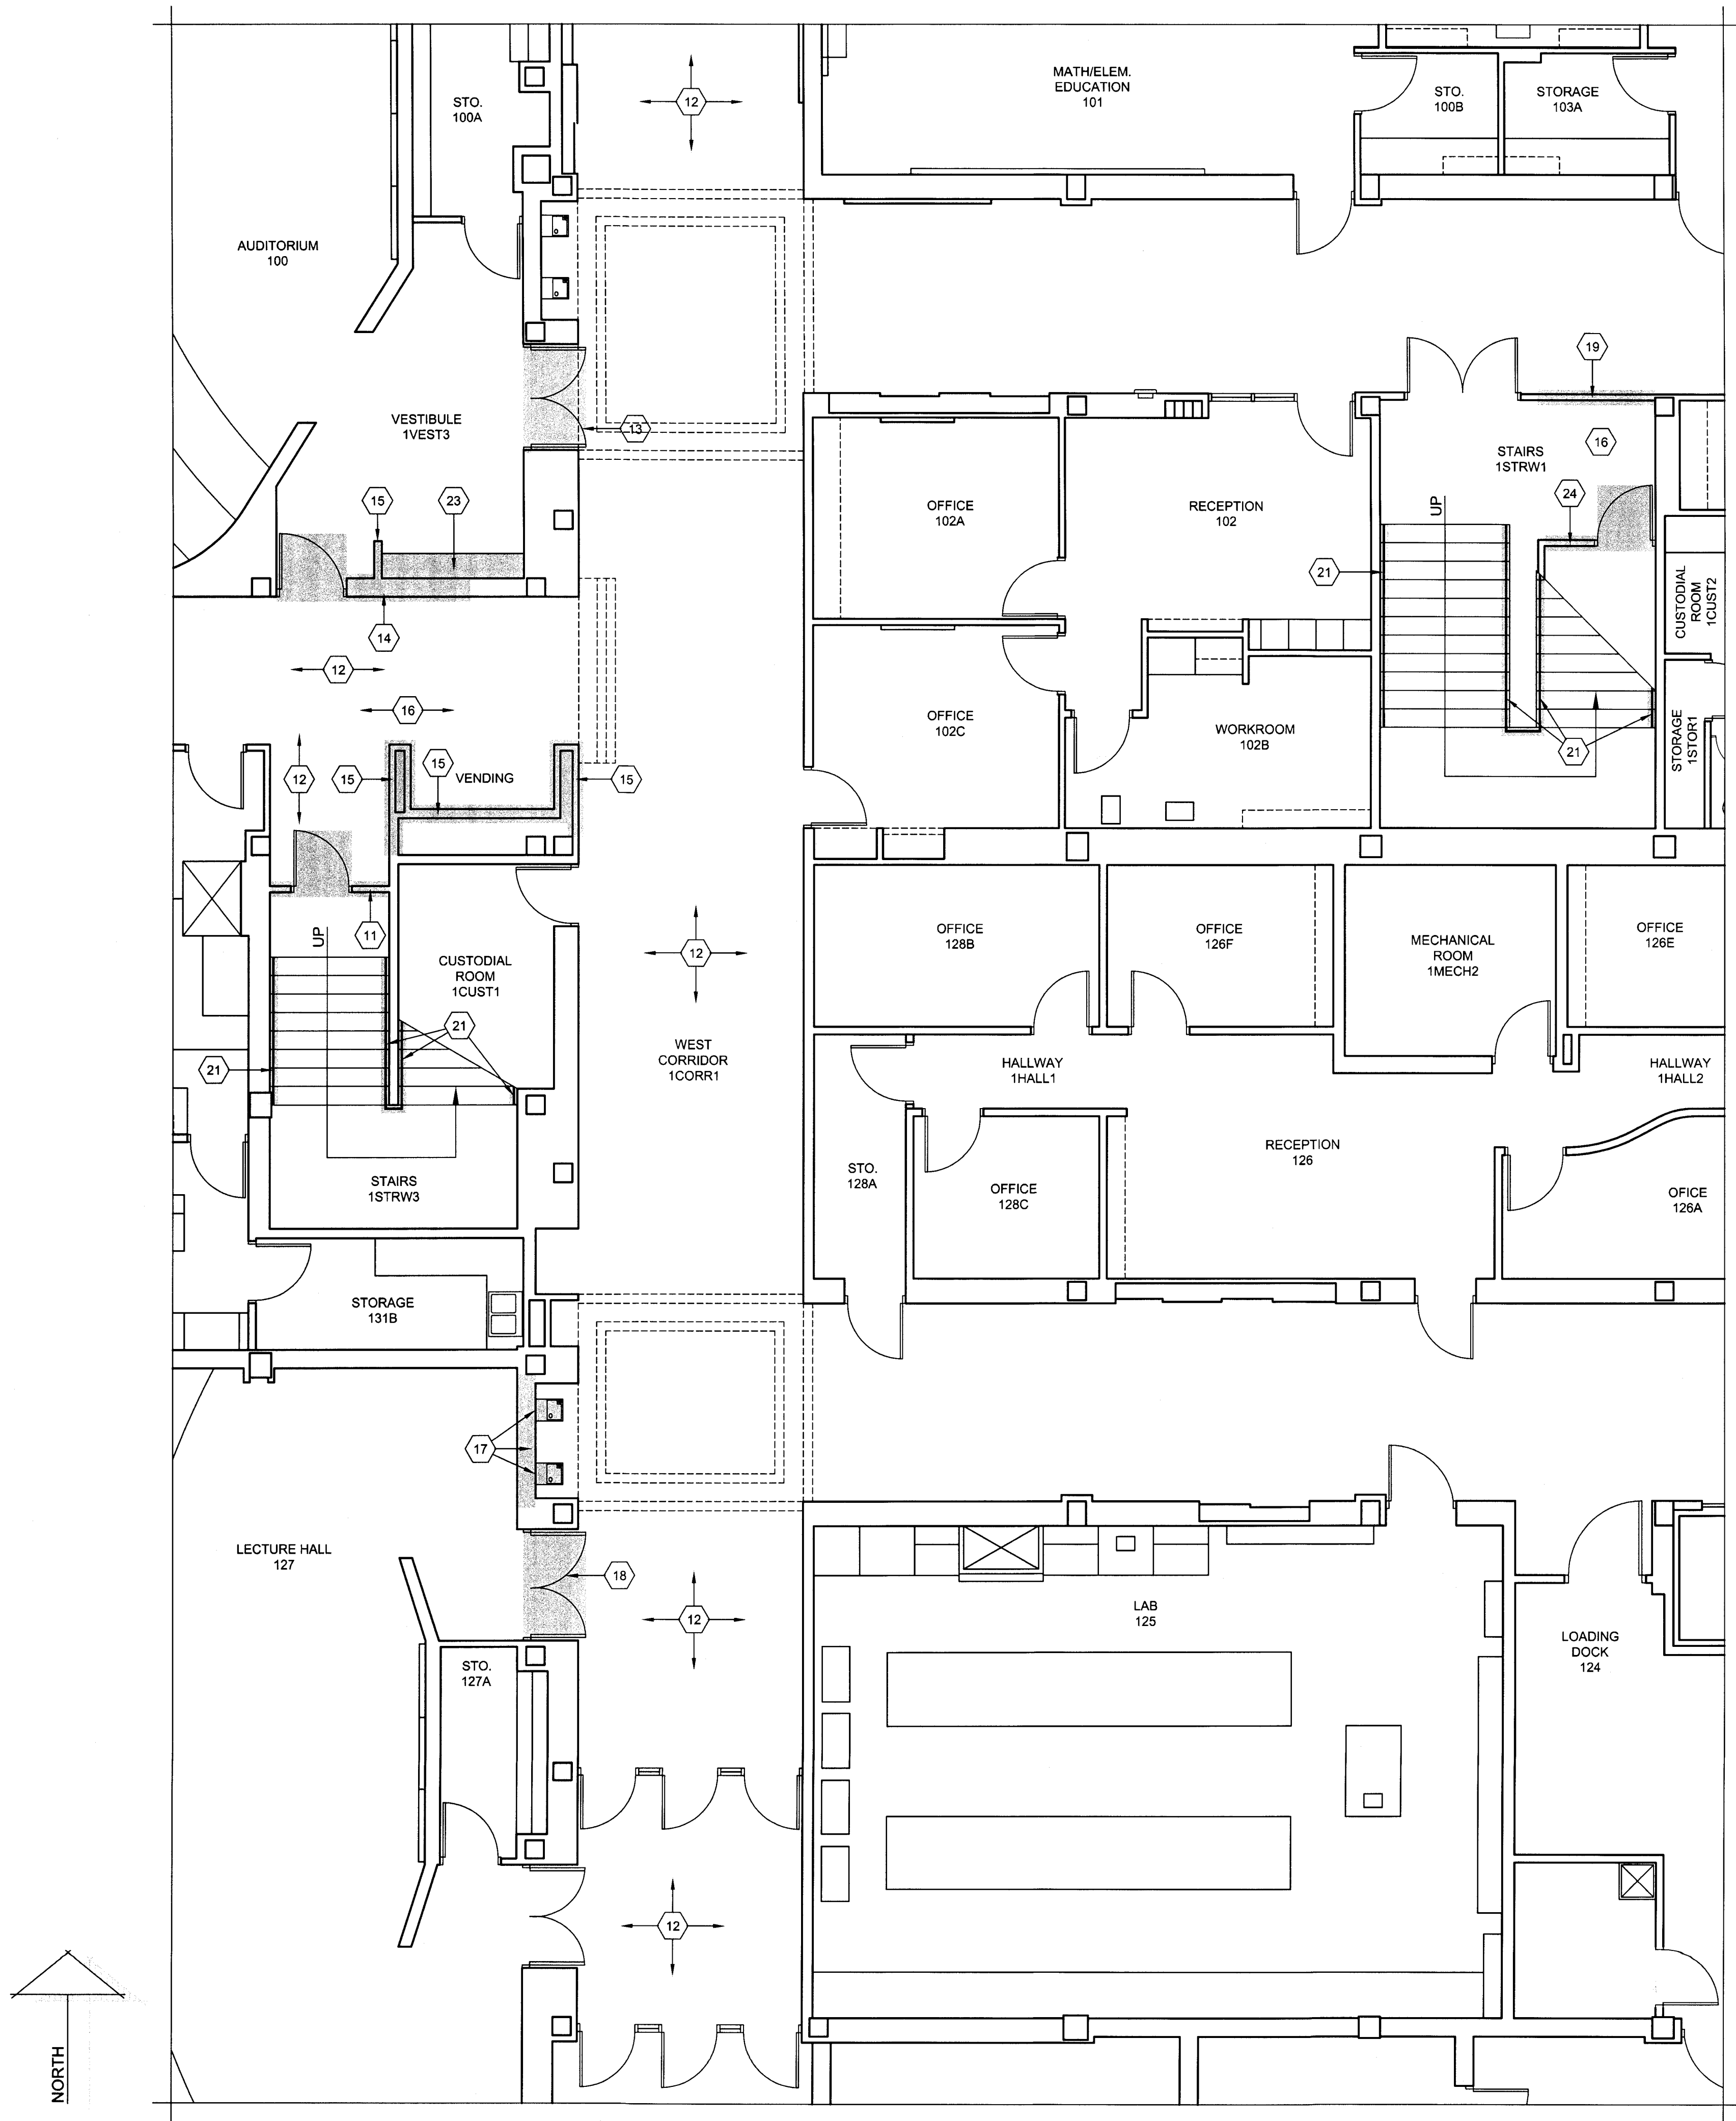 MATH/ELEM.
EDUCATION
101
STO.
100A
12
STO.
100B
STORAGE
103A
AUDITORIUM
100
19
VESTIBULE
1VEST3
13
16
STAIRS
1STRW1
15
23
24
OFFICE
102A
RECEPTION
102
UP
21
CUSTODIAL
ROOM
1CUST2
14
12
16
OFFICE
102C
WORKROOM
102B
21
STORAGE
1STOR1
12
15
15
VENDING
15
11
UP
CUSTODIAL
ROOM
1CUST1
12
OFFICE
128B
OFFICE
126F
MECHANICAL
ROOM
1MECH2
OFFICE
126E
21
21
WEST
CORRIDOR
1CORR1
HALLWAY
1HALL1
HALLWAY
1HALL2
STAIRS
1STRW3
STO.
128A
OFFICE
128C
RECEPTION
126
OFICE
126A
STORAGE
131B
17
LECTURE HALL
127
18
12
LAB
125
LOADING
DOCK
124
STO.
127A
12
NORTH